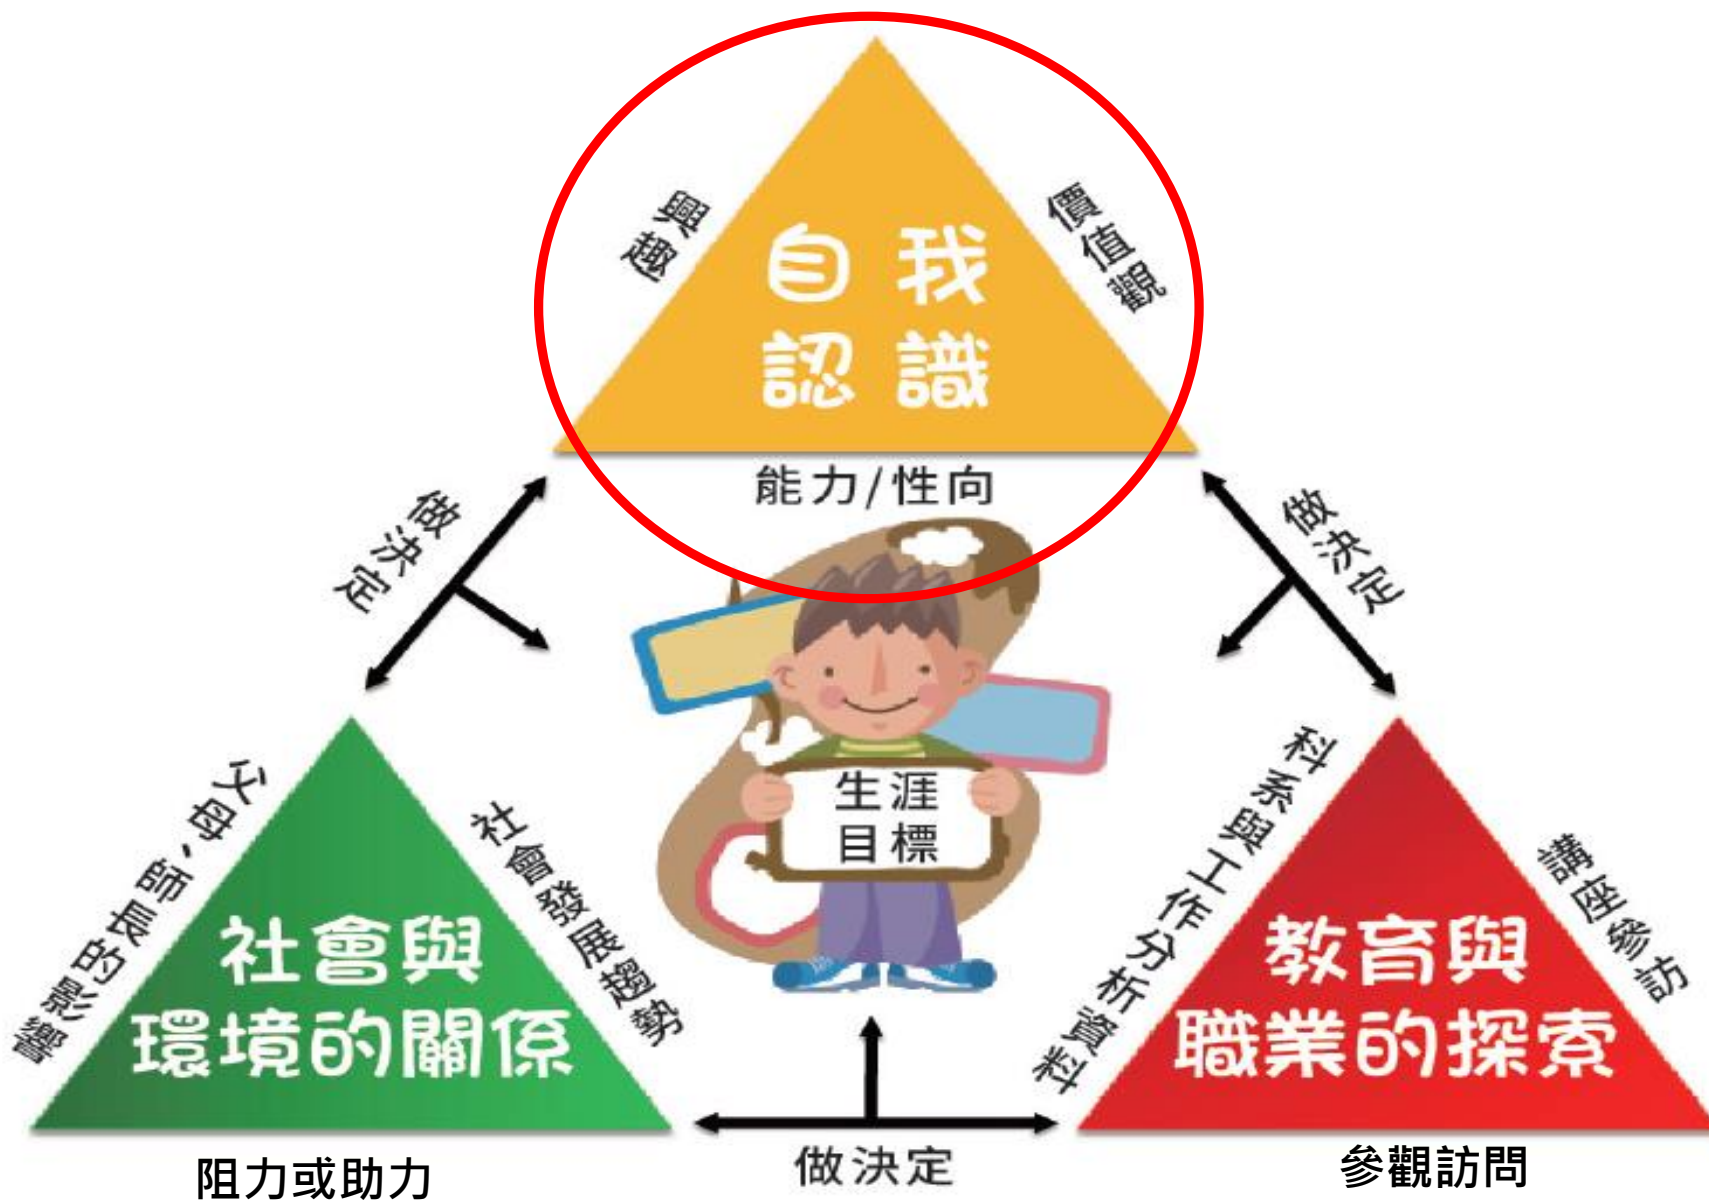 興趣
價值觀
自我
認識
能力/性向
做決定
做決定
生涯
目標
父母、師長的影響
社會發展趨勢
社會與
環境的關係
阻力或助力
科系與工作分析資料
講座參訪
教育與
職業的探索
參觀訪問
做決定